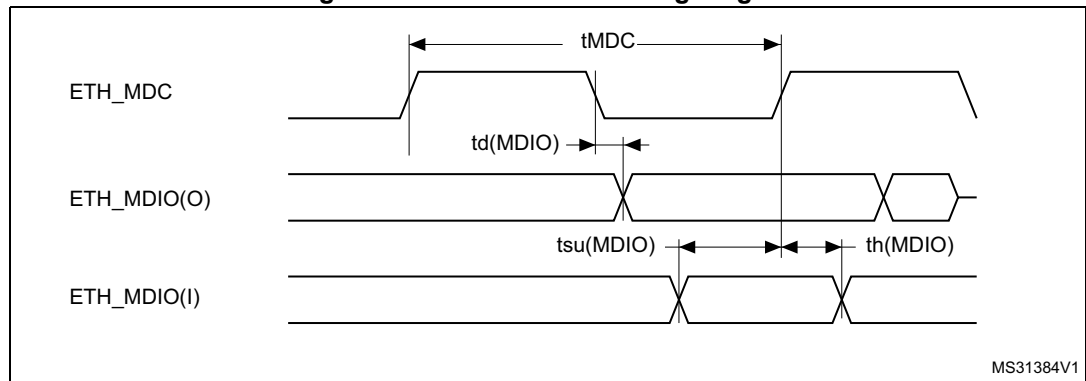 tMDC
ETH_MDC
td(MDIO)
ETH_MDIO(O)
tsu(MDIO)
th(MDIO)
ETH_MDIO(I)
MS31384V1